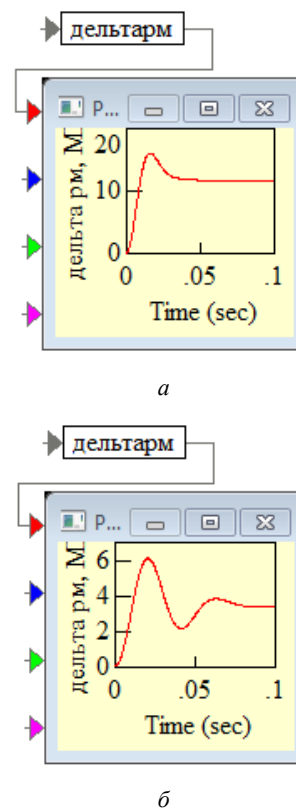 дельтарм
P...
дельта рм, М
20
10
0
0
.05
.1
Time (sec)
а
дельтарм
P...
дельта рм, М
6
4
2
0
0
.05
.1
Time (sec)
б